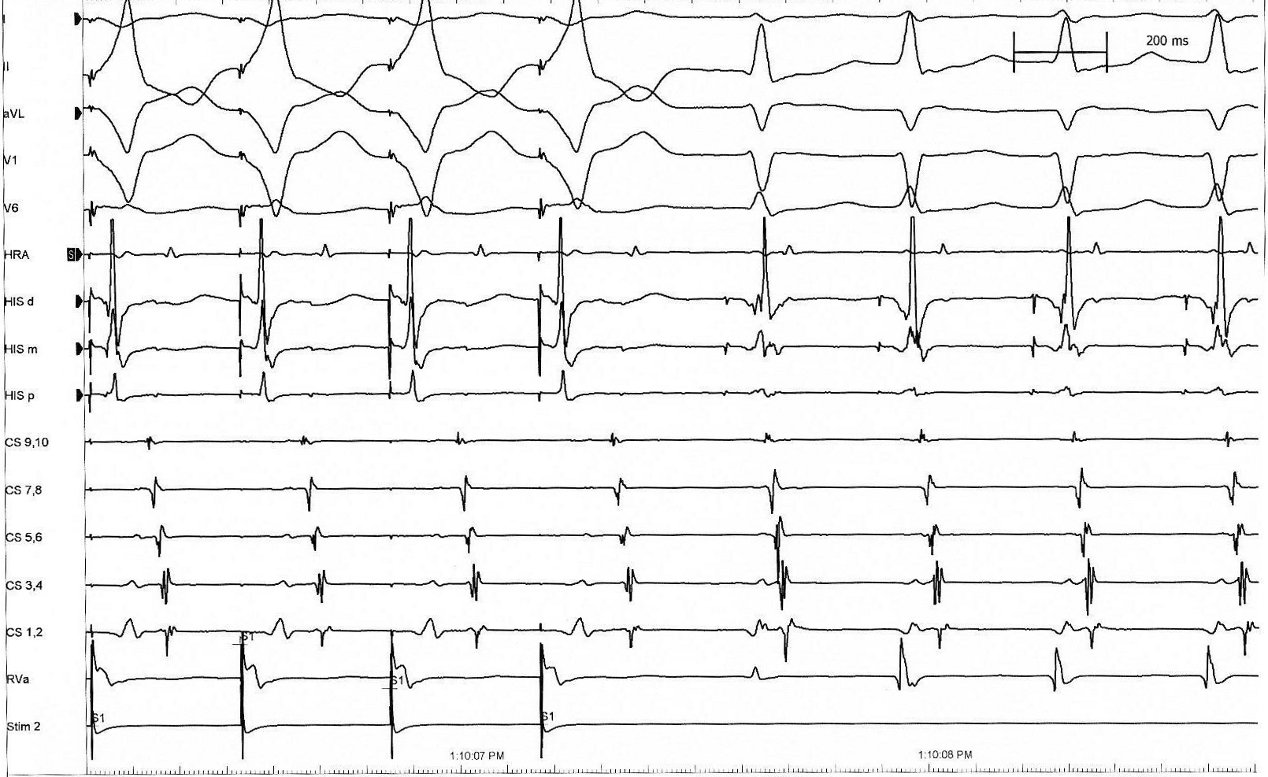 I
II
200 ms
aVL
V1
V6
HRA
S
HIS d
HIS m
HIS p
CS 9,10
CS 7,8
CS 5,6
CS 3,4
CS 1,2
S1
RVa
S1
S1
S1
Stim 2
1:10:07 PM
1:10:08 PM